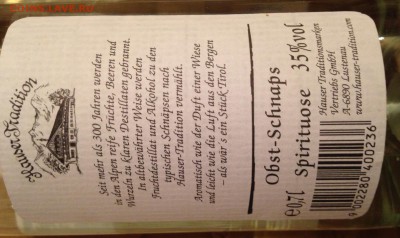 Hauser Tradition
Seit mehr als 300 Jahren werden
in den Alpen reife Früchte, Beeren und
Wurzeln zu klaren Destillaten gebrannt.
In altbewährter Weise werden
Fruchtdestillat und Alkohol zu den
typischen Schnäpsen nach
Hauser-Tradition vermählt.
Aromatisch wie der Duft einer Wiese
und leicht wie die Luft aus den Bergen
als wär´s ein Stück Tirol.
Obst-Schnaps
Spirituose 35%vol
e 0,7l
Hauser Traditionsmarken
Vertriebs GmbH
A-6890 Lustenau
www.hauser-tradition.com
9 002280 400236